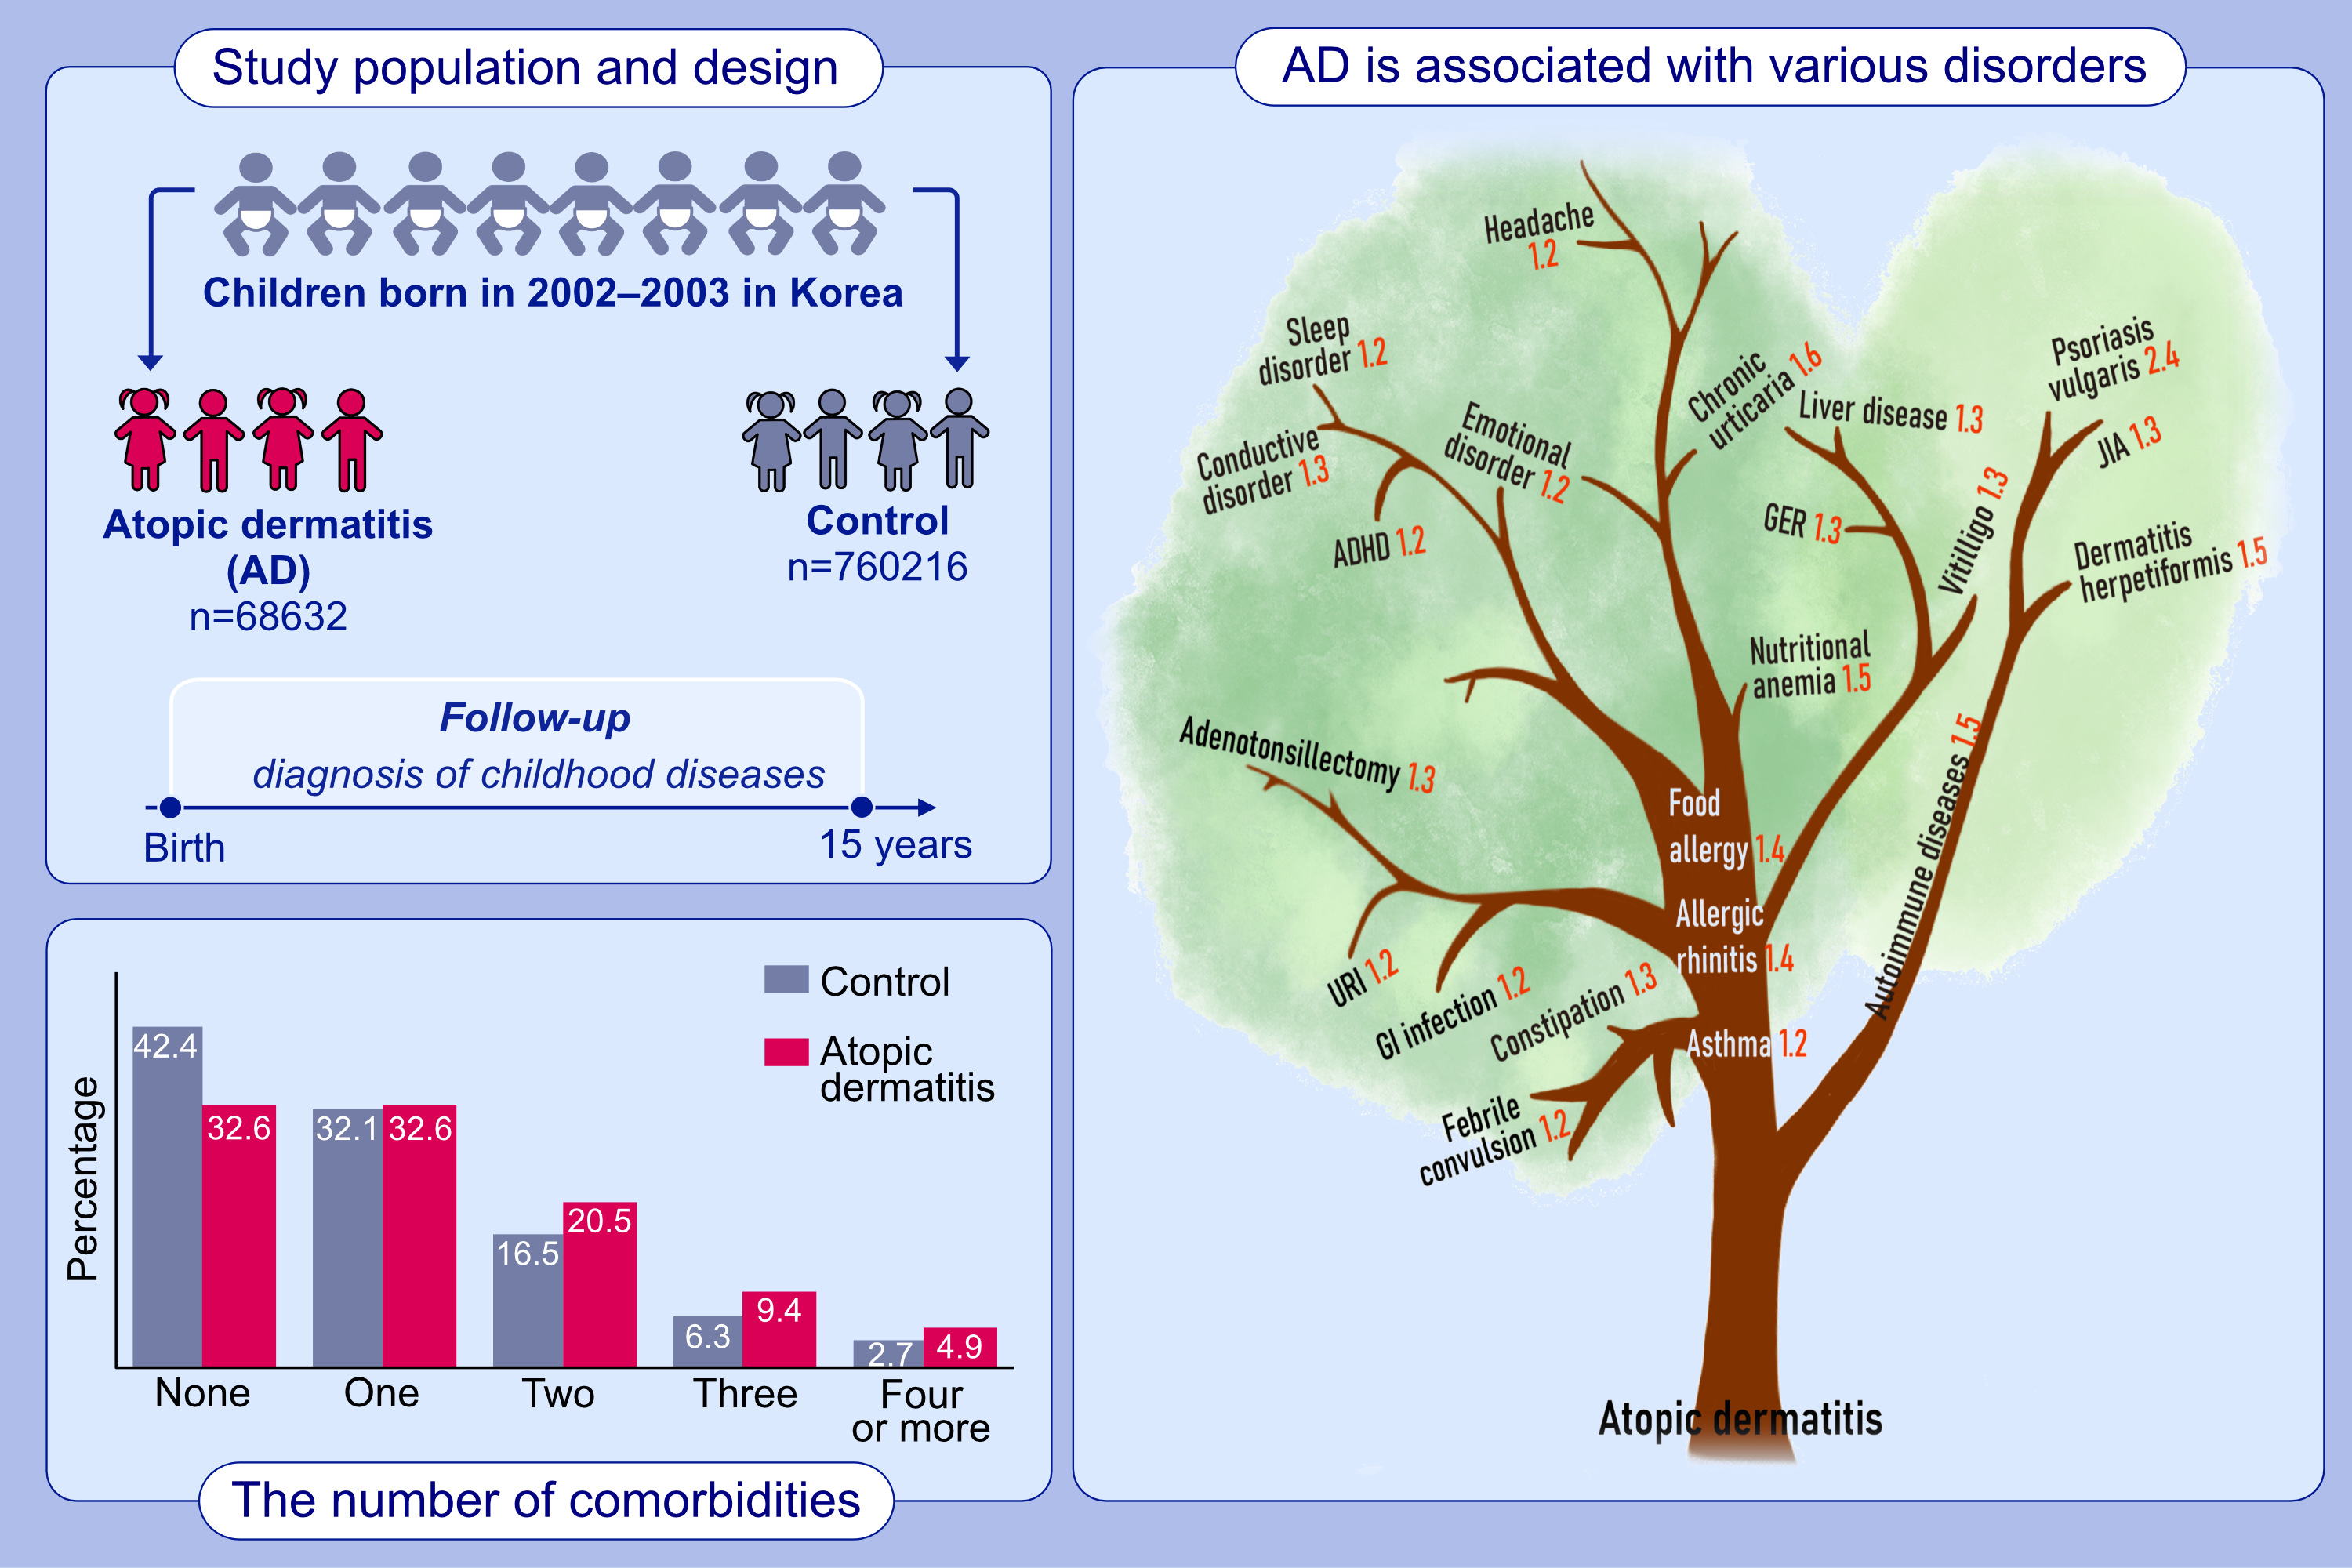 Study population and design
Children born in 2002–2003 in Korea
Atopic dermatitis
(AD)
n=68632
Control
n=760216
Follow-up
diagnosis of childhood diseases
Birth
15 years
Percentage
Control
Atopic
dermatitis
42.4
32.6
32.1
32.6
16.5
20.5
6.3
9.4
2.7
4.9
None
One
Two
Three
Four
or more
The number of comorbidities
AD is associated with various disorders
Headache
1.2
Sleep
disorder 1.2
Conductive
disorder 1.3
ADHD 1.2
Emotional
disorder 1.2
Chronic
urticaria 1.6
Liver disease 1.3
GER 1.3
Vitilligo 1.3
Psoriasis
vulgaris 2.4
JIA 1.3
Dermatitis
herpetiformis 1.5
Nutritional
anemia 1.5
Autoimmune diseases 1.5
Adenotonsillectomy 1.3
Food
allergy 1.4
Allergic
rhinitis 1.4
Asthma 1.2
URI 1.2
GI infection 1.2
Constipation 1.3
Febrile
convulsion 1.2
Atopic dermatitis